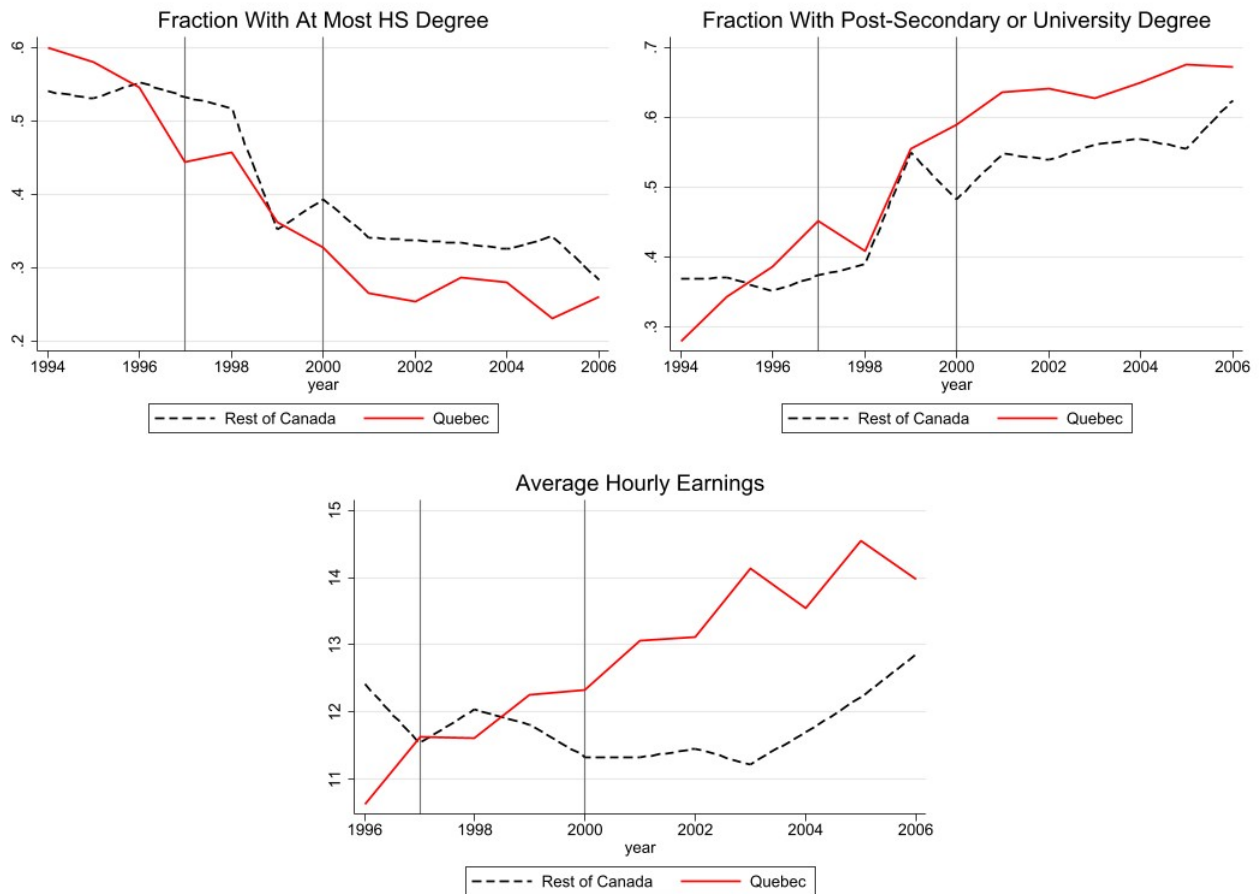 Fraction With At Most HS Degree
.6
.5
.4
.3
.2
1994 1996 1998 2000 2002 2004 2006
year
Rest of Canada Quebec
Fraction With Post-Secondary or University Degree
.7
.6
.5
.4
.3
1994 1996 1998 2000 2002 2004 2006
year
Rest of Canada Quebec
Average Hourly Earnings
15
14
13
12
11
1996 1998 2000 2002 2004 2006
year
Rest of Canada Quebec